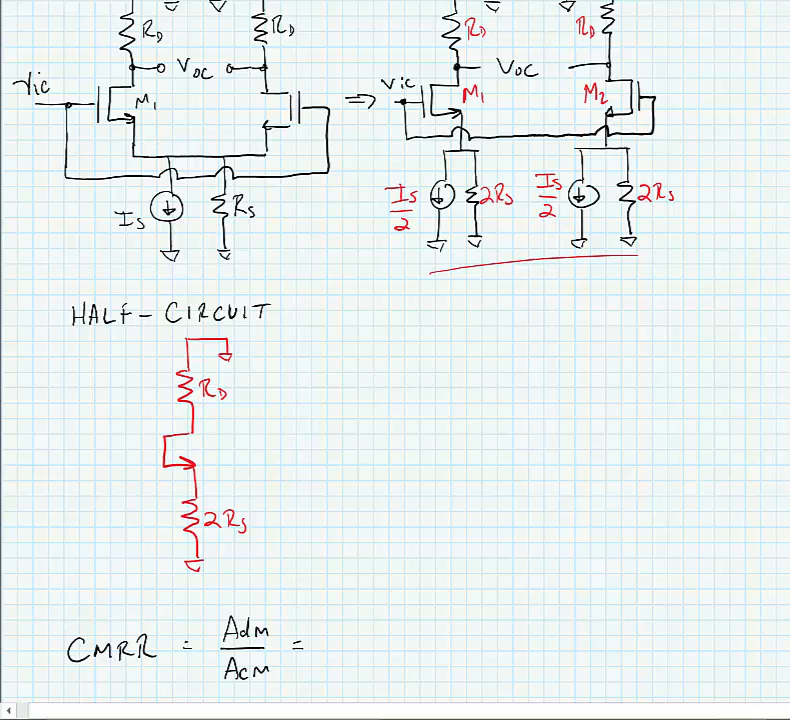 RD RD RD RD
Vic VOC Vic VOC
M1 M1 M2
=>
Is Rs Is/2 2Rs Is/2 2Rs
HALF-CIRCUIT
RD
2Rs
CMRR = Adm/Acm =